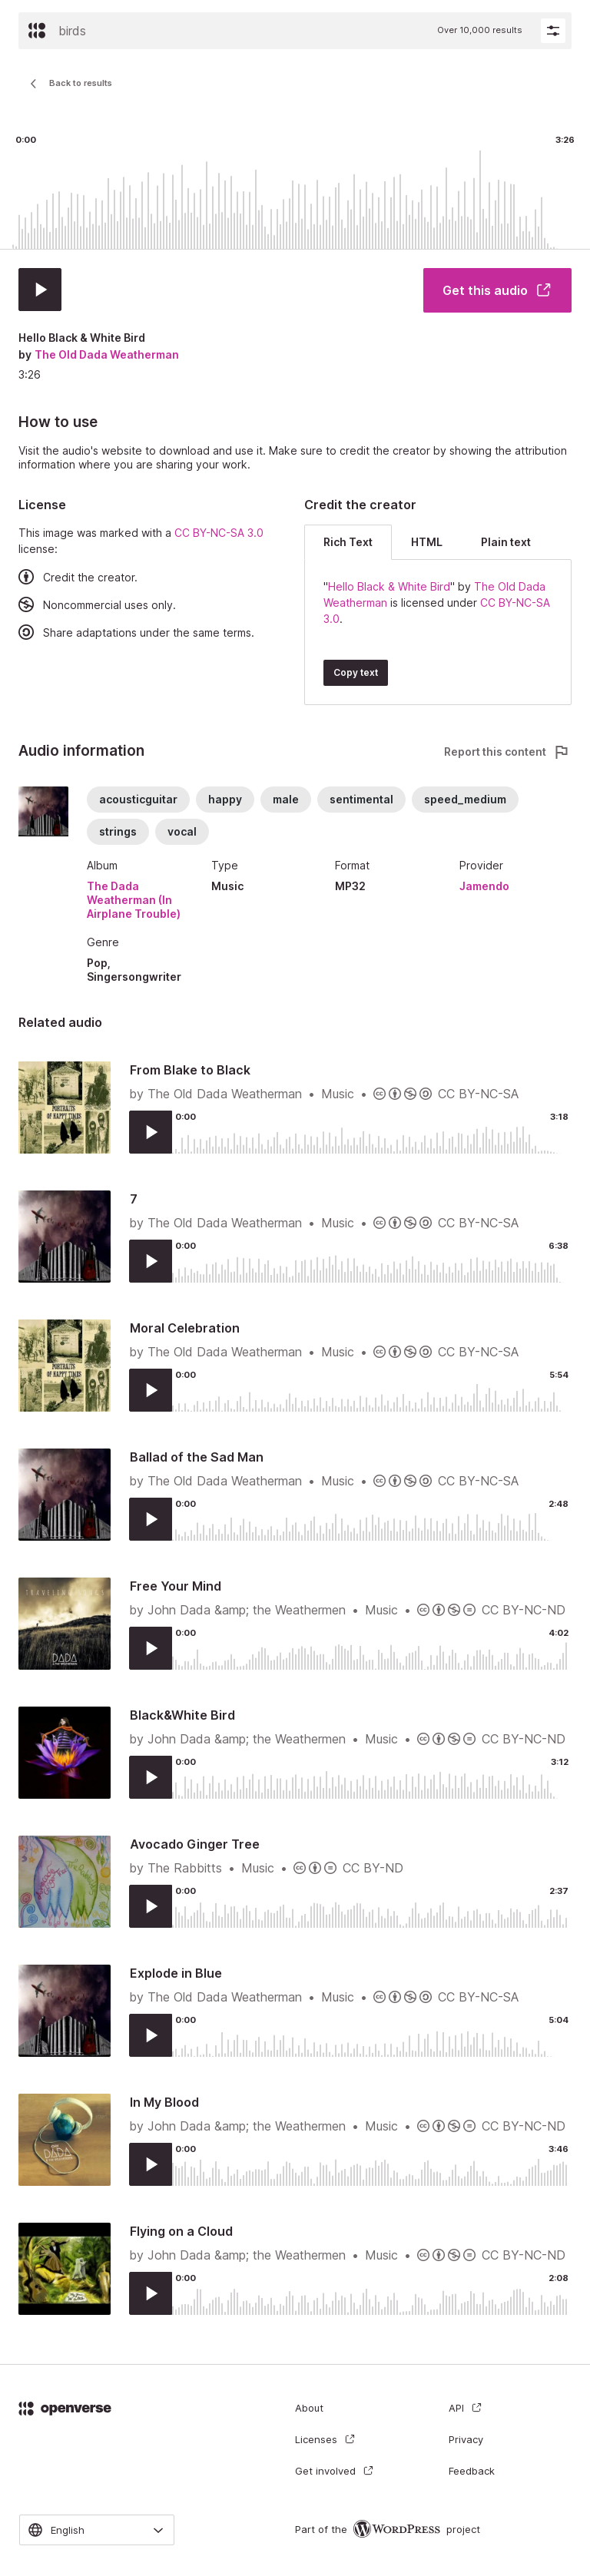 birds
Over 10,000 results
Back to results
0:00
3:26
Get this audio
Hello Black & White Bird
by The Old Dada Weatherman
3:26
How to use
Visit the audio's website to download and use it. Make sure to credit the creator by showing the attribution
information where you are sharing your work.
License
This image was marked with a CC BY-NC-SA 3.0
license:
Credit the creator.
Noncommercial uses only.
Share adaptations under the same terms.
Credit the creator
Rich Text
HTML
Plain text
"Hello Black & White Bird" by The Old Dada
Weatherman is licensed under CC BY-NC-SA
3.0.
Copy text
Audio information
Report this content
acousticguitar
happy
male
sentimental
speed_medium
strings
vocal
Album
The Dada
Weatherman (In
Airplane Trouble)
Type
Music
Format
MP32
Provider
Jamendo
Genre
Pop,
Singersongwriter
Related audio
PORTRAITS
OF HAPPY TIMES
From Blake to Black
by The Old Dada Weatherman • Music • CC BY-NC-SA
0:00
3:18
7
by The Old Dada Weatherman • Music • CC BY-NC-SA
0:00
6:38
PORTRAITS
OF HAPPY TIMES
Moral Celebration
by The Old Dada Weatherman • Music • CC BY-NC-SA
0:00
5:54
Ballad of the Sad Man
by The Old Dada Weatherman • Music • CC BY-NC-SA
0:00
2:48
DADA
Free Your Mind
by John Dada &amp; the Weathermen • Music • CC BY-NC-ND
0:00
4:02
Black&White Bird
by John Dada &amp; the Weathermen • Music • CC BY-NC-ND
0:00
3:12
Avocado Ginger Tree
by The Rabbitts • Music • CC BY-ND
0:00
2:37
Explode in Blue
by The Old Dada Weatherman • Music • CC BY-NC-SA
0:00
5:04
DADA
In My Blood
by John Dada &amp; the Weathermen • Music • CC BY-NC-ND
0:00
3:46
Flying on a Cloud
by John Dada &amp; the Weathermen • Music • CC BY-NC-ND
0:00
2:08
openverse
About
API
Licenses
Privacy
Get involved
Feedback
English
Part of the WORDPRESS project